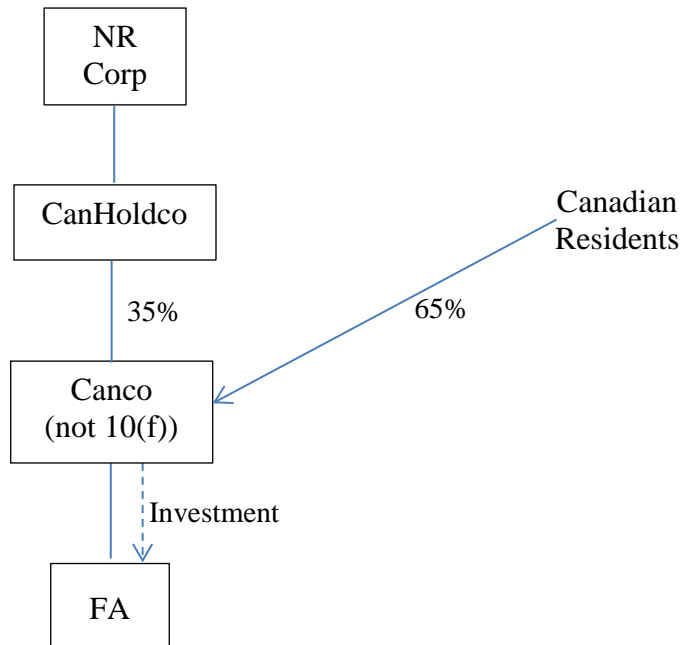 NR
Corp
CanHoldco
Canadian
Residents
35%
65%
Canco
(not 10(f))
Investment
FA